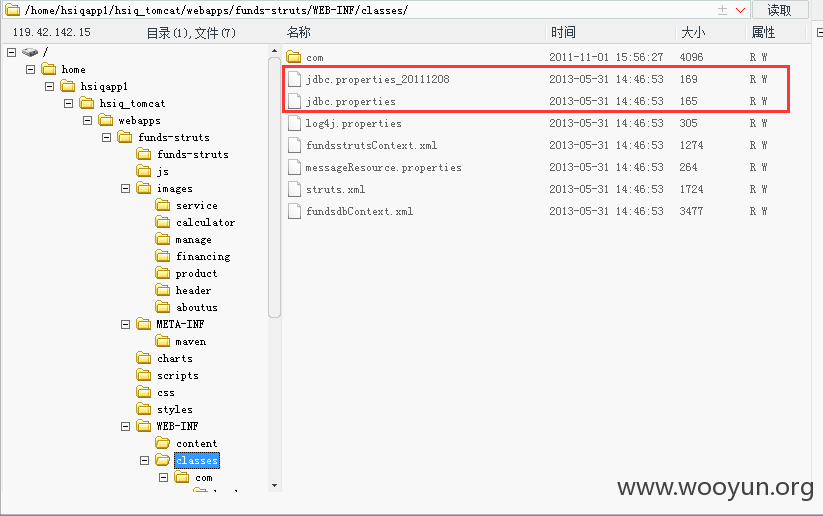 /home/hsiqapp1/hsiq_tomcat/webapps/funds-struts/WEB-INF/classes/ 读取
119.42.142.15 目录(1),文件(7) 名称 时间 大小 属性
/
home
hsiqapp1
hsiq_tomcat
webapps
funds-struts
funds-struts
js
images
service
calculator
manage
financing
product
header
aboutus
META-INF
maven
charts
scripts
css
styles
WEB-INF
content
classes
com
com 2011-11-01 15:56:27 4096 R W
jdbc.properties_20111208 2013-05-31 14:46:53 169 R W
jdbc.properties 2013-05-31 14:46:53 165 R W
log4j.properties 2013-05-31 14:46:53 305 R W
fundsstrutsContext.xml 2013-05-31 14:46:53 1274 R W
messageResource.properties 2013-05-31 14:46:53 264 R W
struts.xml 2013-05-31 14:46:53 1724 R W
fundsdbContext.xml 2013-05-31 14:46:53 3477 R W
www.wooyun.org